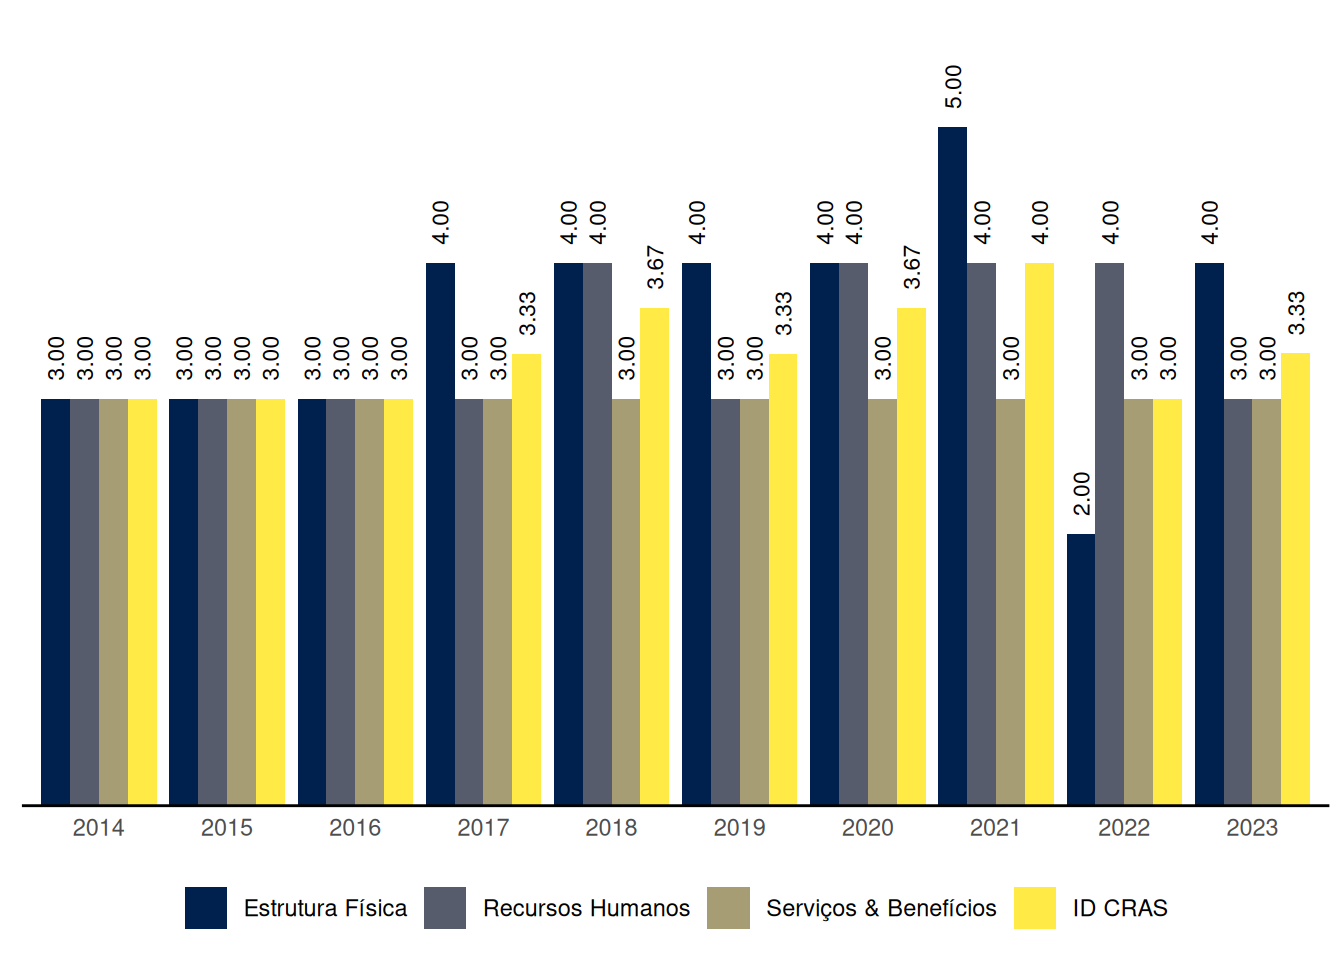 5.00
4.00 4.00 4.00 4.00 4.00 4.00 4.00 4.00 4.00 4.00
3.67 3.67
3.33 3.33 3.33
3.00 3.00 3.00 3.00 3.00 3.00 3.00 3.00 3.00 3.00 3.00 3.00 3.00 3.00 3.00 3.00 3.00 3.00 3.00 3.00 3.00 3.00 3.00 3.00
2.00
2014 2015 2016 2017 2018 2019 2020 2021 2022 2023
Estrutura Física Recursos Humanos Serviços & Benefícios ID CRAS